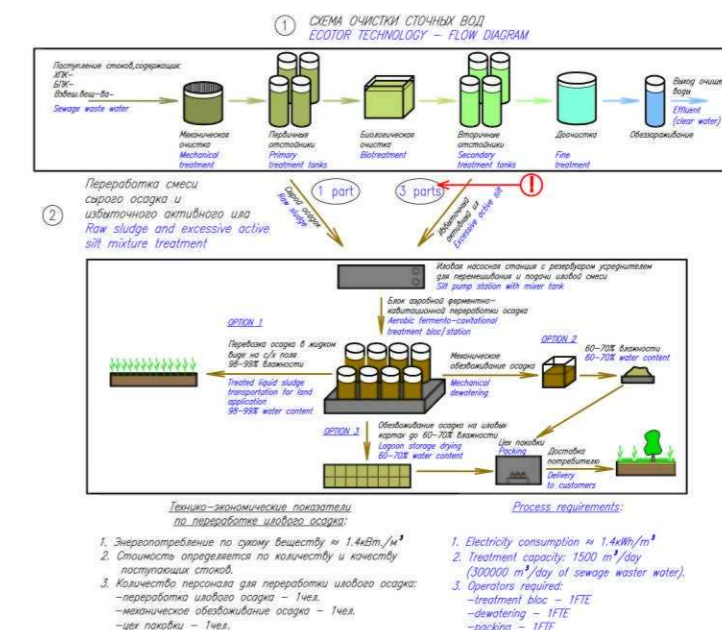 1 СХЕМА ОЧИСТКИ СТОЧНЫХ ВОД
ECOTOR TECHNOLOGY – FLOW DIAGRAM
Поступление стоков,содержащих:
ХПК–
БПК–
Взвеш.вещ–ва–
Sewage waste water
Механическая
очистка
Mechanical
treatment
Первичные
отстойники
Primary
treatment tanks
Биологическая
очистка
Biotreatment
Вторичные
отстойники
Secondary
treatment tanks
Доочистка
Fine
treatment
Обеззараживание
Выход очище
воды
Effluent
(clear water)
2 Переработка смеси
сырого осадка и
избыточного активного ила
Raw sludge and excessive active
silt mixture treatment
Сырой осадок
Raw sludge
1 part
3 parts
!
Избыточный
активный ил
Excessive active silt
Иловая насосная станция с резервуаром усреднителем
для перемешивания и подачи иловой смеси
Silt pump station with mixer tank
Блок аэробной ферментно–
кавитационной переработки осадка
Aerobic fermento–cavitational
treatment bloc/station
OPTION 1
Перевозка осадка в жидком
виде на с/х поля
98–99% влажности
Treated liquid sludge
transportation for land
application
98–99% water content
Механическое
обезвоживание осадка
Mechanical
dewatering
OPTION 2
60–70% влажности
60–70% water content
OPTION 3
Обезвоживание осадка на иловых
картах до 60–70% влажности
Lagoon storage drying
60–70% water content
Цех паковки
Packing
Доставка
потребителю
Delivery
to customers
Технико–экономические показатели
по переработке илового осадка:
1. Энергопотребление по сухому веществу ≈ 1.4кВт./м³
2. Стоимость определяется по количеству и качеству
поступающих стоков.
3. Количество персонала для переработки илового осадка:
–переработка илового осадка – 1чел.
–механическое обезвоживание осадка – 1чел.
–цех паковки – 1чел.
Process requirements:
1. Electricity consumption ≈ 1.4kWh/m³
2. Treatment capacity: 1500 m³/day
(300000 m³/day of sewage waster water).
3. Operators required:
–treatment bloc – 1FTE
–dewatering – 1FTE
–packing – 1FTE